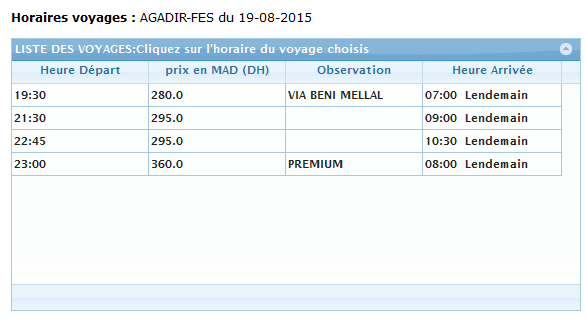 Horaires voyages : AGADIR-FES du 19-08-2015
LISTE DES VOYAGES:Cliquez sur l'horaire du voyage choisis
Heure Départ prix en MAD (DH) Observation Heure Arrivée
19:30 280.0 VIA BENI MELLAL 07:00 Lendemain
21:30 295.0 09:00 Lendemain
22:45 295.0 10:30 Lendemain
23:00 360.0 PREMIUM 08:00 Lendemain